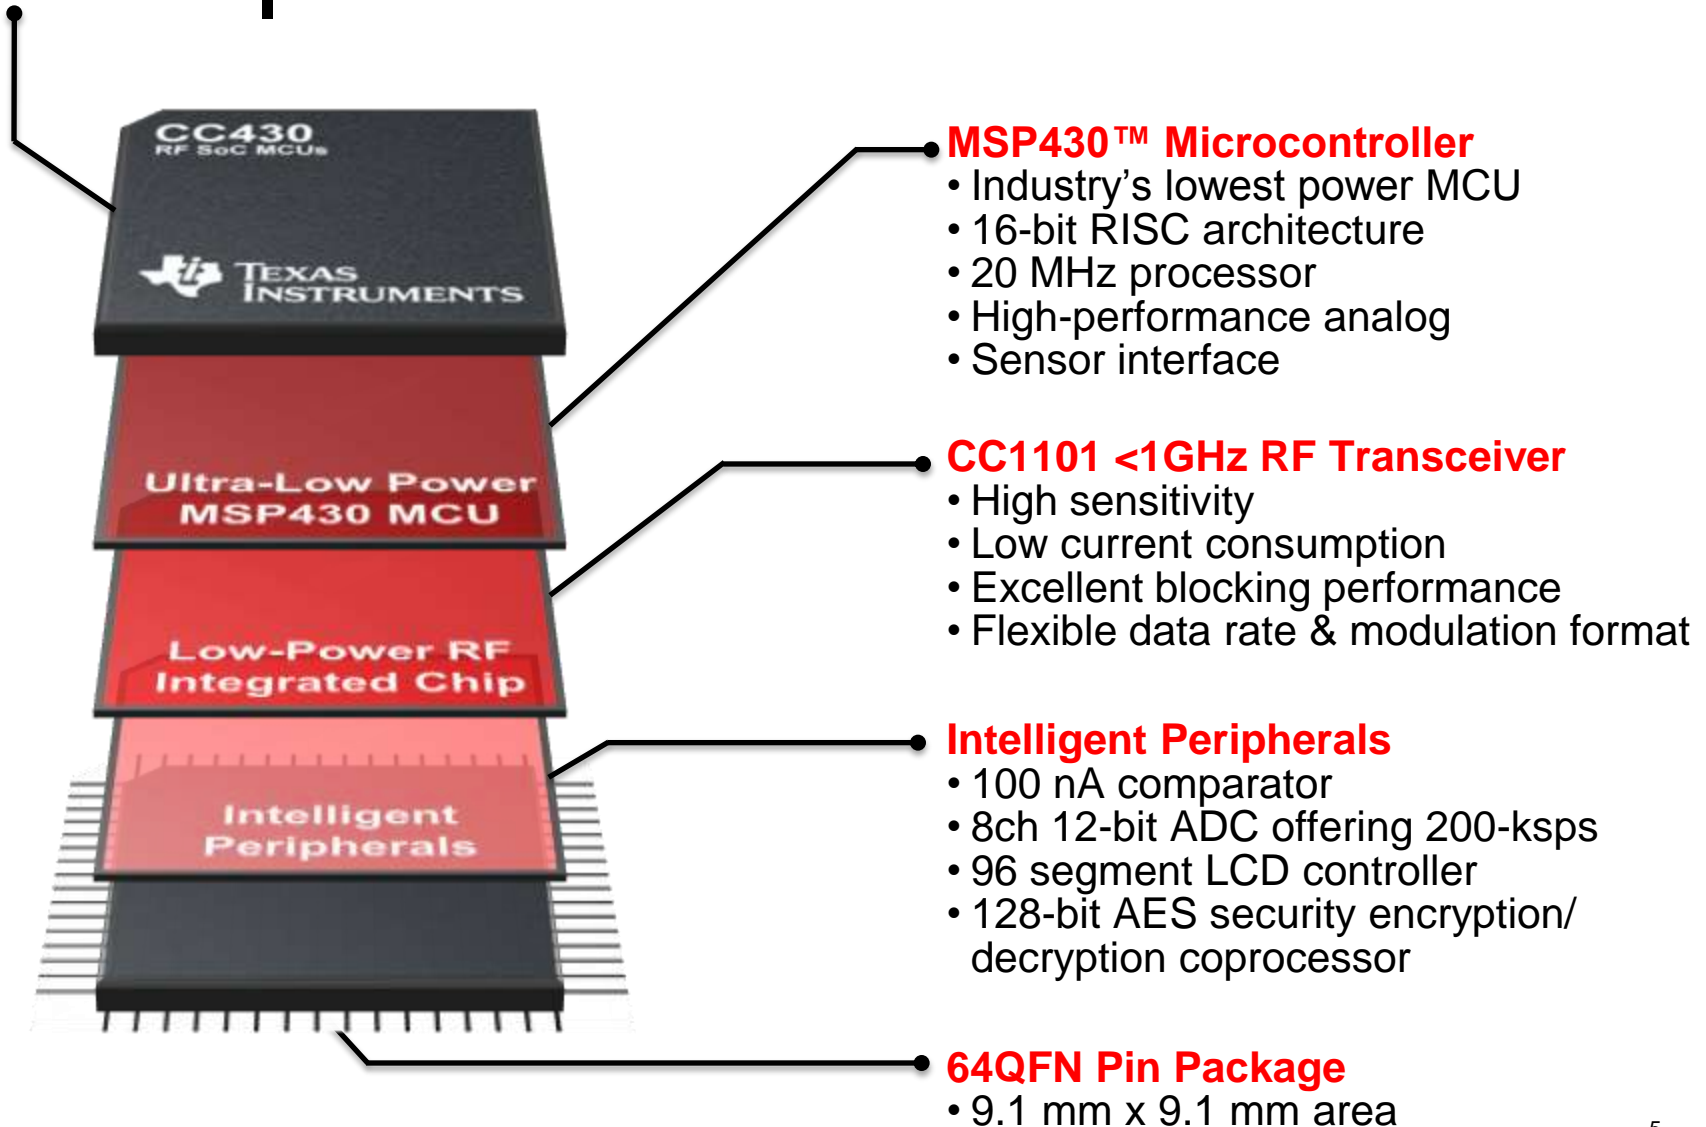 CC430
RF SoC MCUs
TEXAS
INSTRUMENTS
Ultra-Low Power
MSP430 MCU
Low-Power RF
Integrated Chip
Intelligent
Peripherals
MSP430™ Microcontroller
• Industry’s lowest power MCU
• 16-bit RISC architecture
• 20 MHz processor
• High-performance analog
• Sensor interface
CC1101 <1GHz RF Transceiver
• High sensitivity
• Low current consumption
• Excellent blocking performance
• Flexible data rate & modulation format
Intelligent Peripherals
• 100 nA comparator
• 8ch 12-bit ADC offering 200-ksps
• 96 segment LCD controller
• 128-bit AES security encryption/
decryption coprocessor
64QFN Pin Package
• 9.1 mm x 9.1 mm area